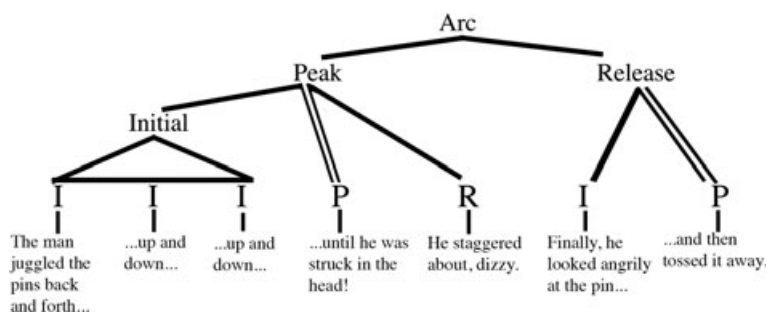 Arc
Peak
Release
Initial
I
I
I
P
R
I
P
The man
juggled the
pins back
and forth...
...up and
down...
...up and
down...
...until he was
struck in the
head!
He staggered
about, dizzy.
Finally, he
looked angrily
at the pin...
...and then
tossed it away.